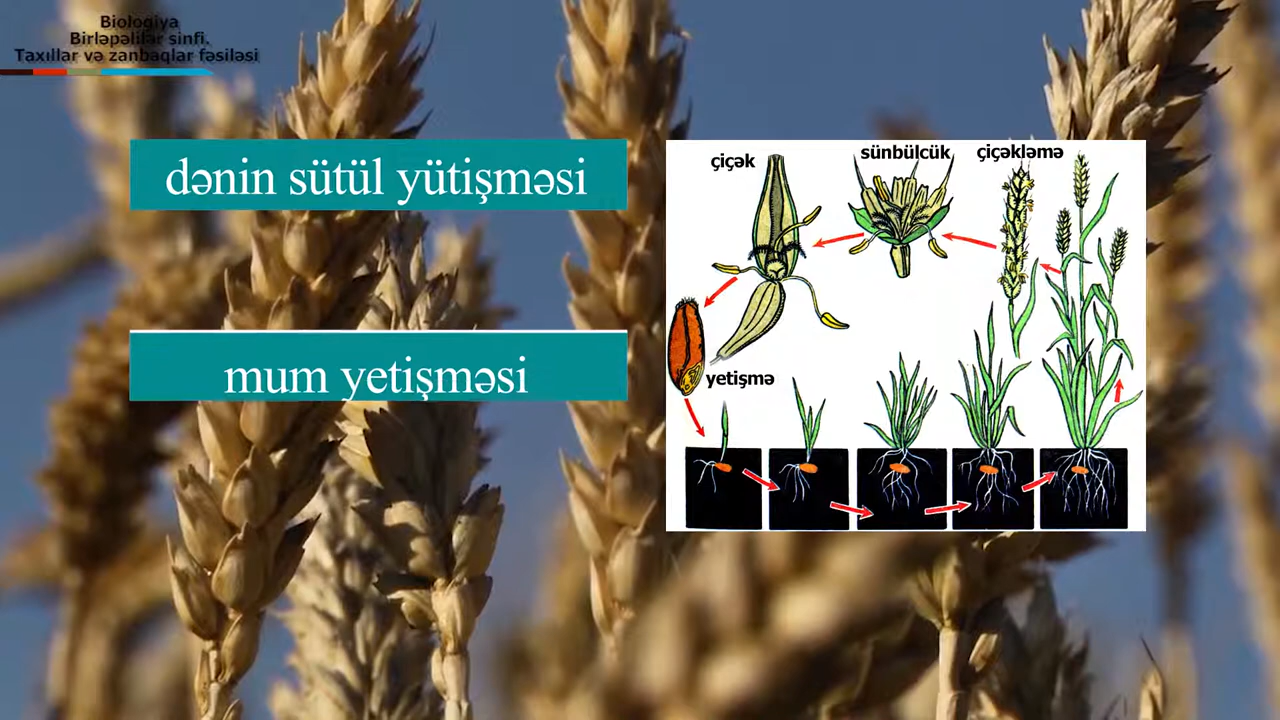 Biologiya
Birləpəlilər sinfi.
Taxıllar və zanbaqlar fəsiləsi
dənin sütül yütişməsi
mum yetişməsi
çiçək
sünbülcük
çiçəkləmə
yetişmə